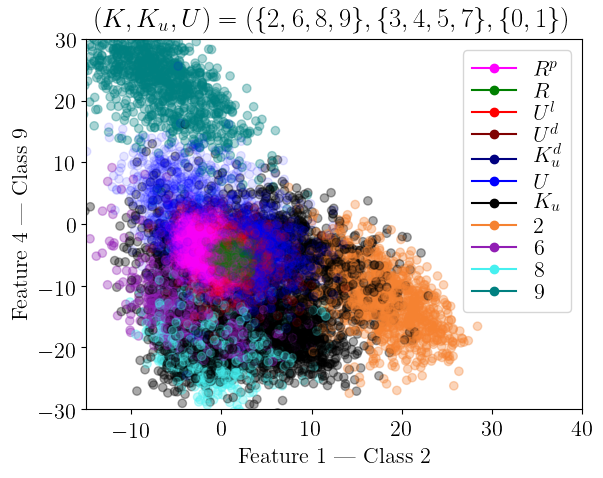 (K, K_u, U) = ({2, 6, 8, 9}, {3, 4, 5, 7}, {0, 1})
30
20
10
0
−10
−20
−30
Feature 4 — Class 9
R^p
R
U^l
U^d
K_u^d
U
K_u
2
6
8
9
−10 0 10 20 30 40
Feature 1 — Class 2